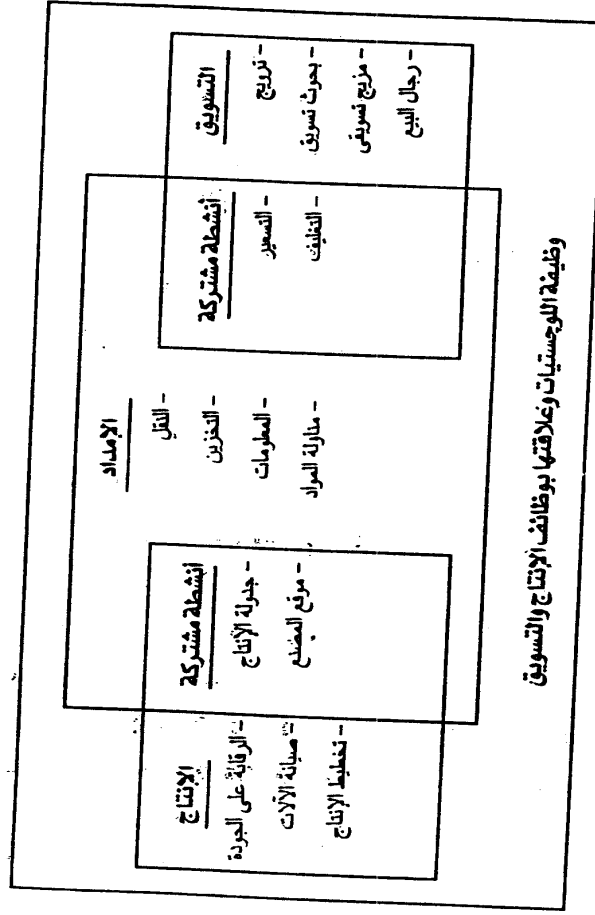 التسويق
- ترويج
- بحوث تسويق
- مزيج تسويقى
- رجال البيع
أنشطة مشتركة
- التسعير
- التغليف
الإمداد
- النقل
- التخزين
- المعلومات
- مناولة المواد
أنشطة مشتركة
- جدولة الإنتاج
- موقع المصنع
الإنتاج
- الرقابة على الجودة
- صيانة الآلات
- تخطيط الإنتاج
وظيفة اللوجستيات وعلاقتها بوظائف الإنتاج والتسويق